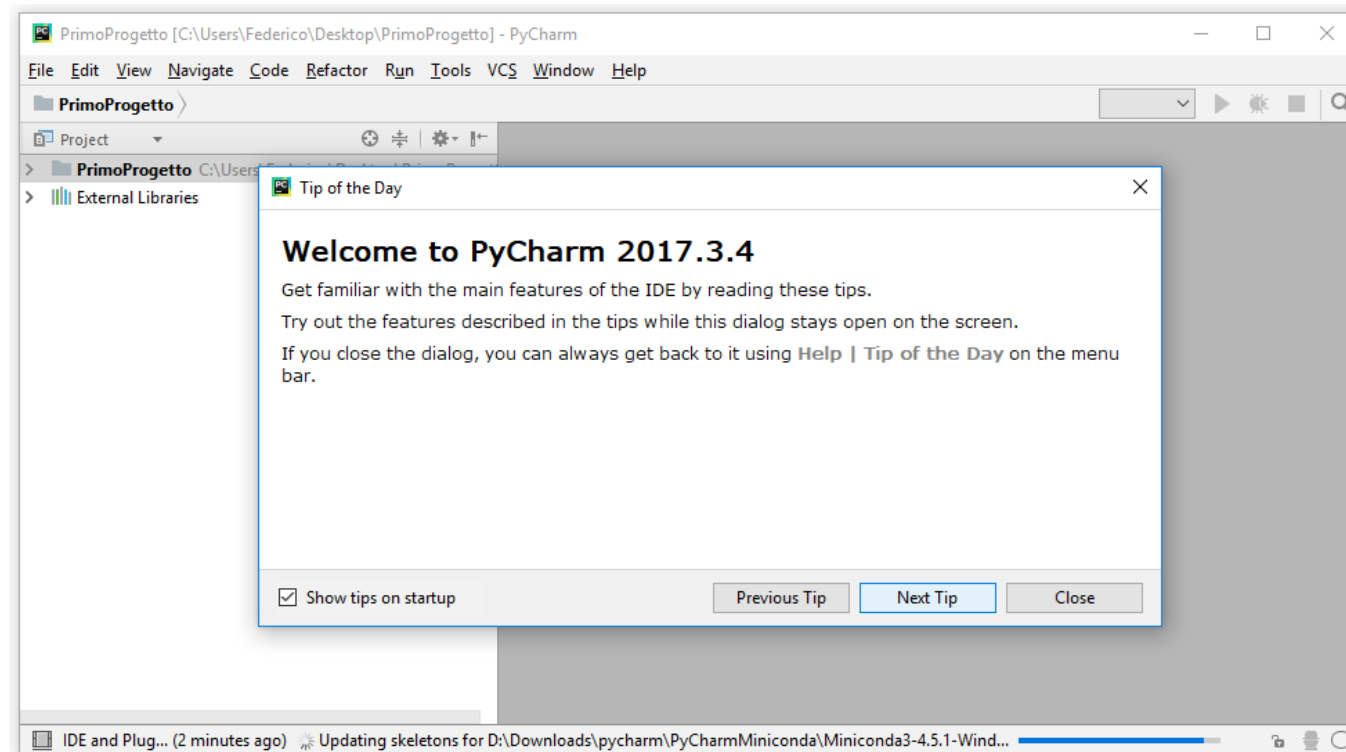 PrimoProgetto [C:\Users\Federico\Desktop\PrimoProgetto] - PyCharm
File Edit View Navigate Code Refactor Run Tools VCS Window Help
PrimoProgetto
Project
PrimoProgetto C:\Users
External Libraries
Tip of the Day
Welcome to PyCharm 2017.3.4
Get familiar with the main features of the IDE by reading these tips.
Try out the features described in the tips while this dialog stays open on the screen.
If you close the dialog, you can always get back to it using Help | Tip of the Day on the menu
bar.
Show tips on startup
Previous Tip Next Tip Close
IDE and Plug... (2 minutes ago) Updating skeletons for D:\Downloads\pycharm\PyCharmMiniconda\Miniconda3-4.5.1-Wind...